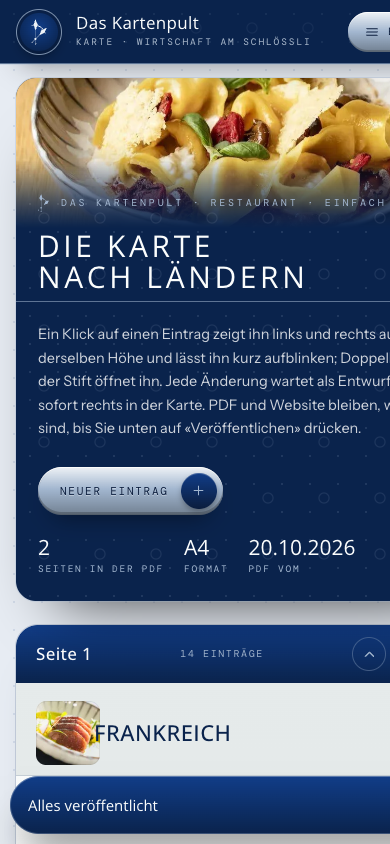 Das Kartenpult
KARTE · WIRTSCHAFT AM SCHLÖSSLI
DAS KARTENPULT · RESTAURANT · EINFACH
DIE KARTE
NACH LÄNDERN
Ein Klick auf einen Eintrag zeigt ihn links und rechts au
derselben Höhe und lässt ihn kurz aufblinken; Doppel
der Stift öffnet ihn. Jede Änderung wartet als Entwurf
sofort rechts in der Karte. PDF und Website bleiben, w
sind, bis Sie unten auf «Veröffentlichen» drücken.
NEUER EINTRAG
2 A4 20.10.2026
SEITEN IN DER PDF FORMAT PDF VOM
Seite 1 14 EINTRÄGE
FRANKREICH
Alles veröffentlicht